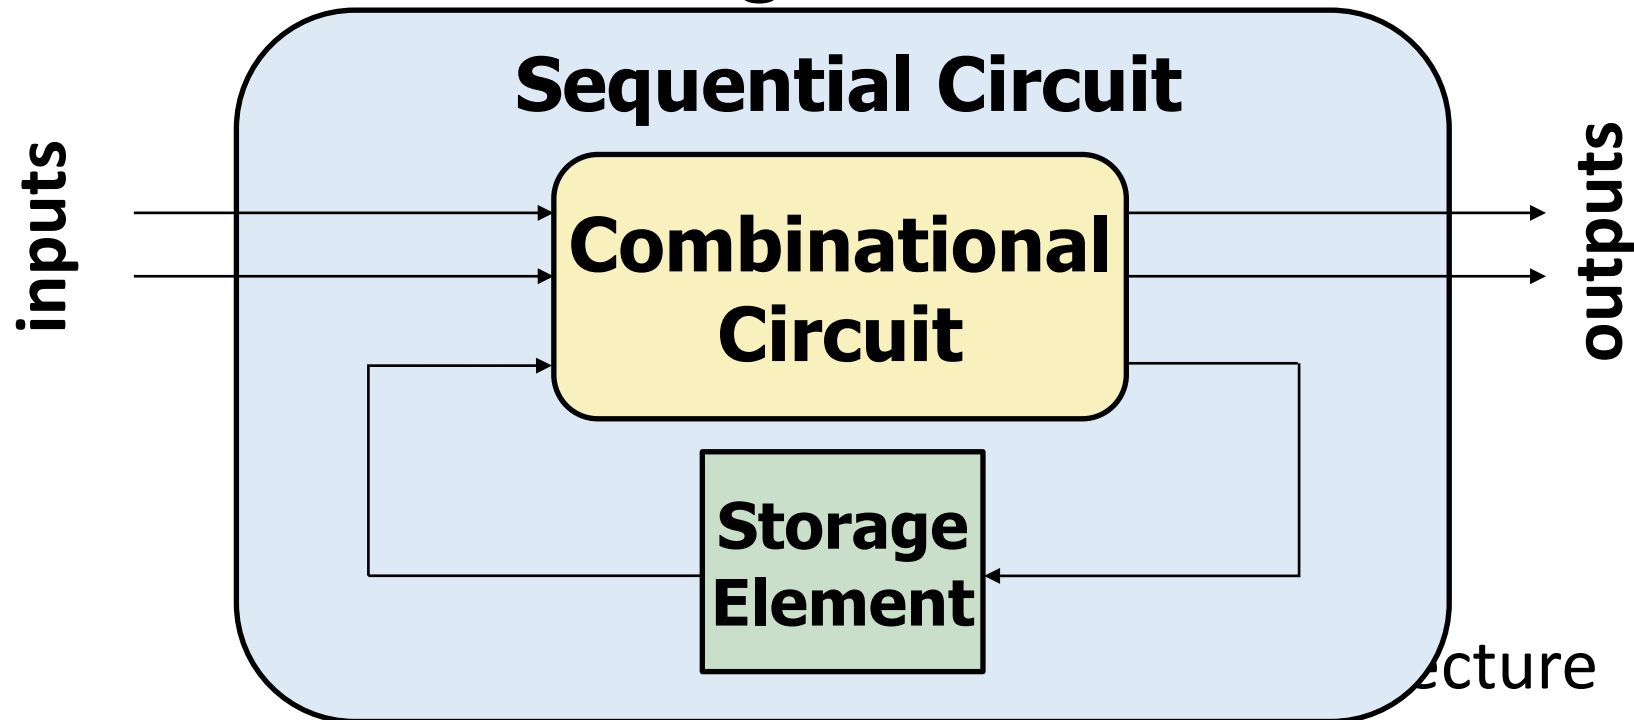 Sequential Circuit
inputs
Combinational
Circuit
outputs
Storage
Element